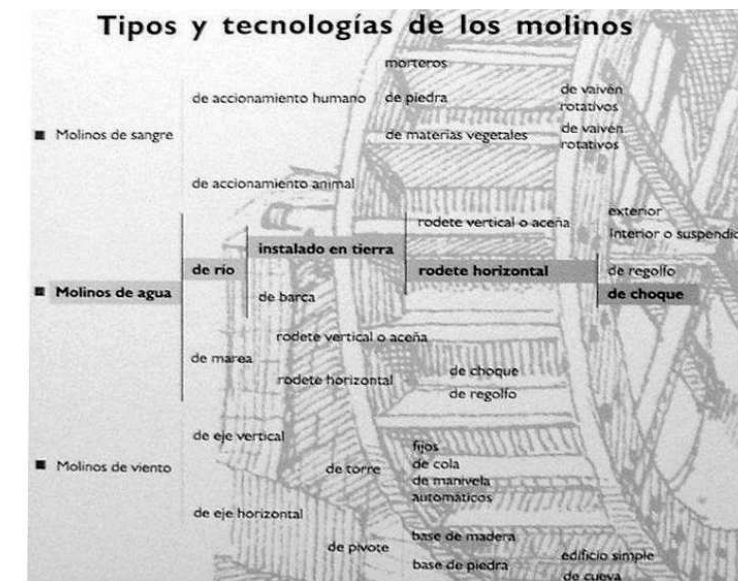 Tipos y tecnologías de los molinos
morteros
de accionamiento humano
de piedra
de vaivén
rotativos
Molinos de sangre
de materias vegetales
de vaivén
rotativos
de accionamiento animal
rodete vertical o aceña
exterior
interior o suspendid
instalado en tierra
de río
rodete horizontal
de regolfo
Molinos de agua
de barca
de choque
rodete vertical o aceña
de marea
rodete horizontal
de choque
de regolfo
de eje vertical
fijos
Molinos de viento
de torre
de cola
de manivela
automáticos
de eje horizontal
de pivote
base de madera
base de piedra
edificio simple
de cueva